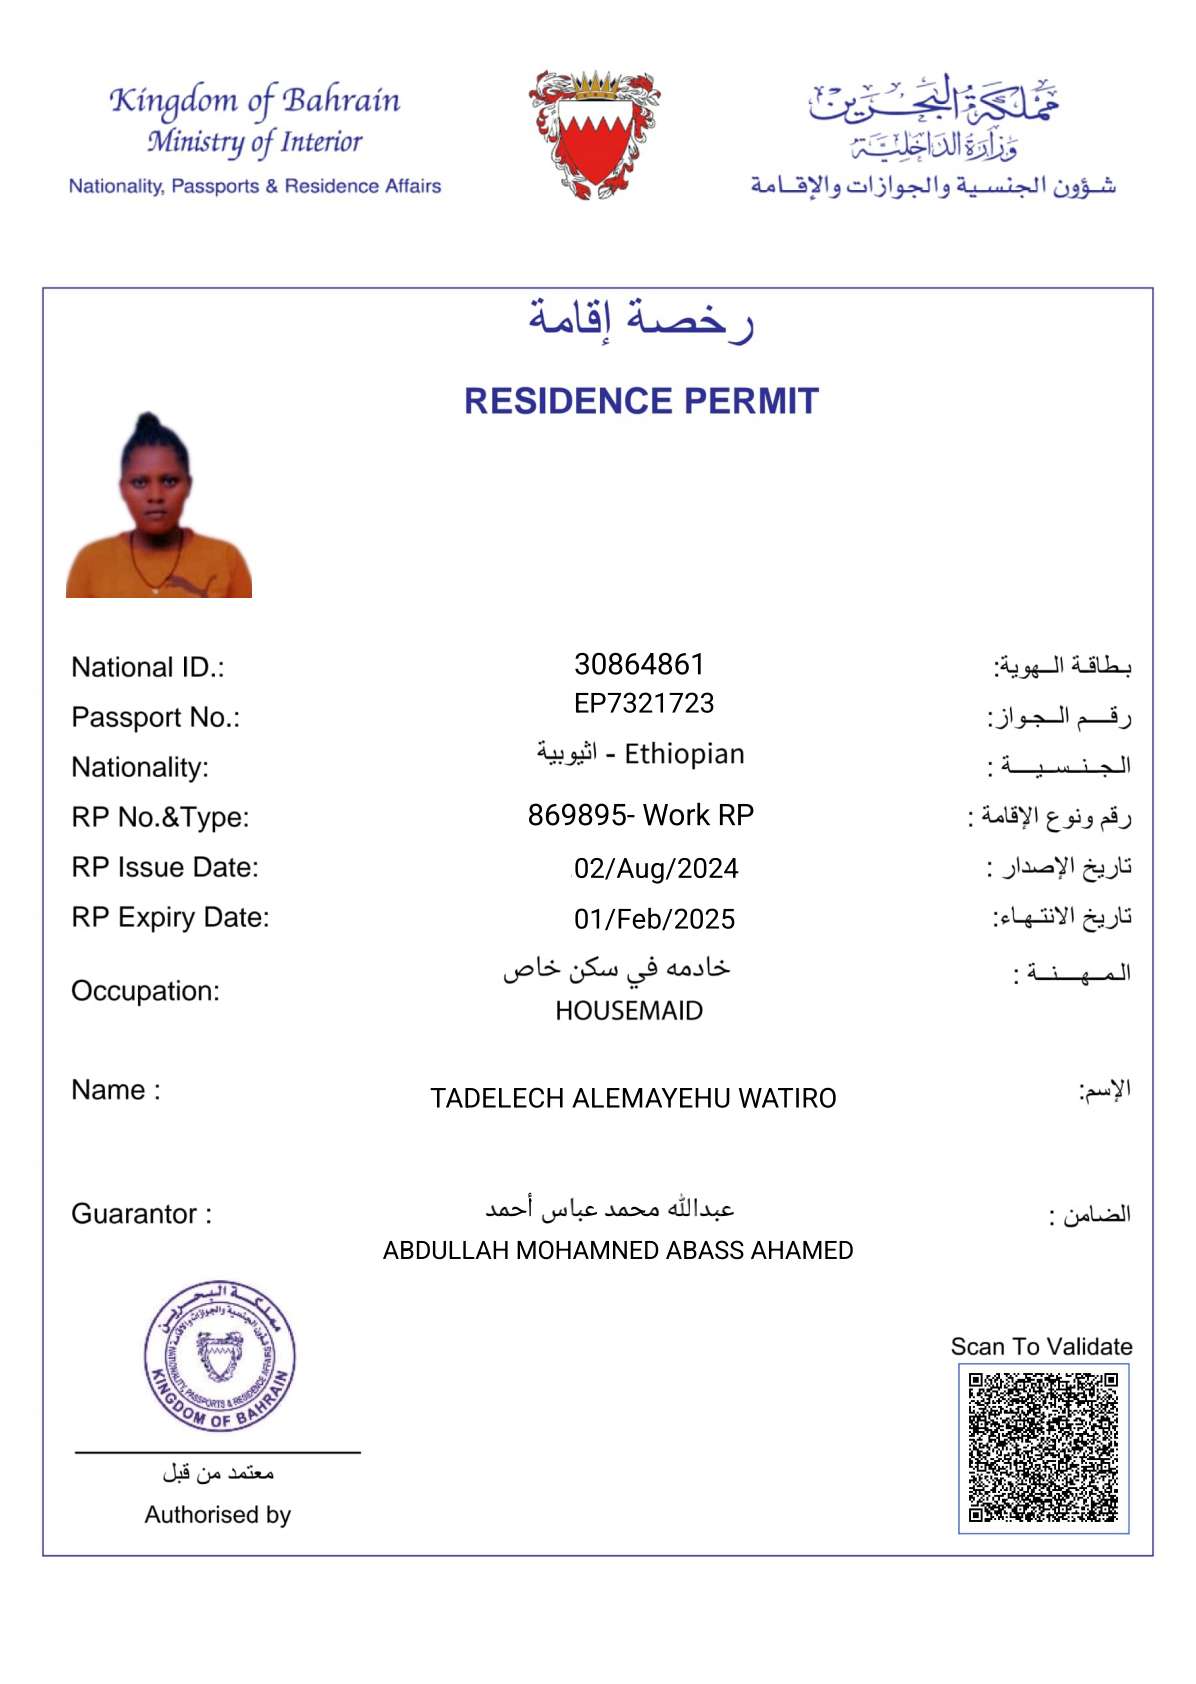 Kingdom of Bahrain
Ministry of Interior
Nationality, Passports & Residence Affairs
مملكة البحرين
وزارة الداخلية
شؤون الجنسية والجوازات والإقامة
رخصة إقامة
RESIDENCE PERMIT
National ID.: 30864861 بطاقة الهوية:
Passport No.: EP7321723 رقم الجواز:
Nationality: اثيوبية - Ethiopian الجنسية :
RP No.&Type: 869895- Work RP رقم ونوع الإقامة :
RP Issue Date: 02/Aug/2024 تاريخ الإصدار :
RP Expiry Date: 01/Feb/2025 تاريخ الانتهاء:
خادمه في سكن خاص المهنة :
Occupation: HOUSEMAID
Name : TADELECH ALEMAYEHU WATIRO الإسم:
Guarantor : عبدالله محمد عباس أحمد الضامن :
ABDULLAH MOHAMNED ABASS AHAMED
مملكة البحرين
شؤون الجنسية والجوازات والإقامة
NATIONALITY, PASSPORTS & RESIDENCE AFFAIRS
KINGDOM OF BAHRAIN
Scan To Validate
معتمد من قبل
Authorised by